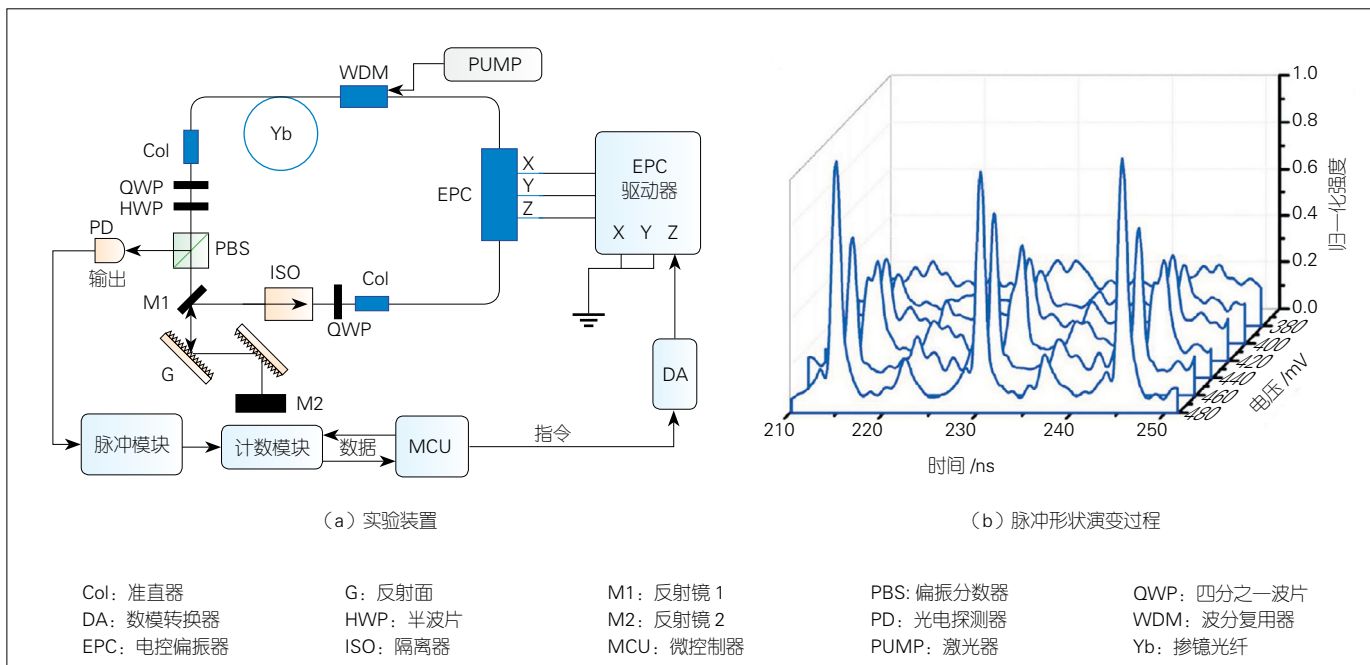 PUMP
WDM
Yb
Col
QWP
HWP
PD
输出
PBS
ISO
Col
QWP
M1
G
M2
EPC
X
Y
Z
EPC
驱动器
X Y Z
DA
脉冲模块
计数模块
数据
MCU
指令
(a)实验装置
1.0
0.8
0.6
0.4
0.2
0.0
归一化强度
380
400
420
440
460
480
电压 /mV
210 220 230 240 250
时间 /ns
(b)脉冲形状演变过程
Col：准直器 G：反射面 M1：反射镜 1 PBS: 偏振分数器 QWP：四分之一波片
DA：数模转换器 HWP：半波片 M2：反射镜 2 PD：光电探测器 WDM：波分复用器
EPC：电控偏振器 ISO：隔离器 MCU：微控制器 PUMP：激光器 Yb：掺镱光纤